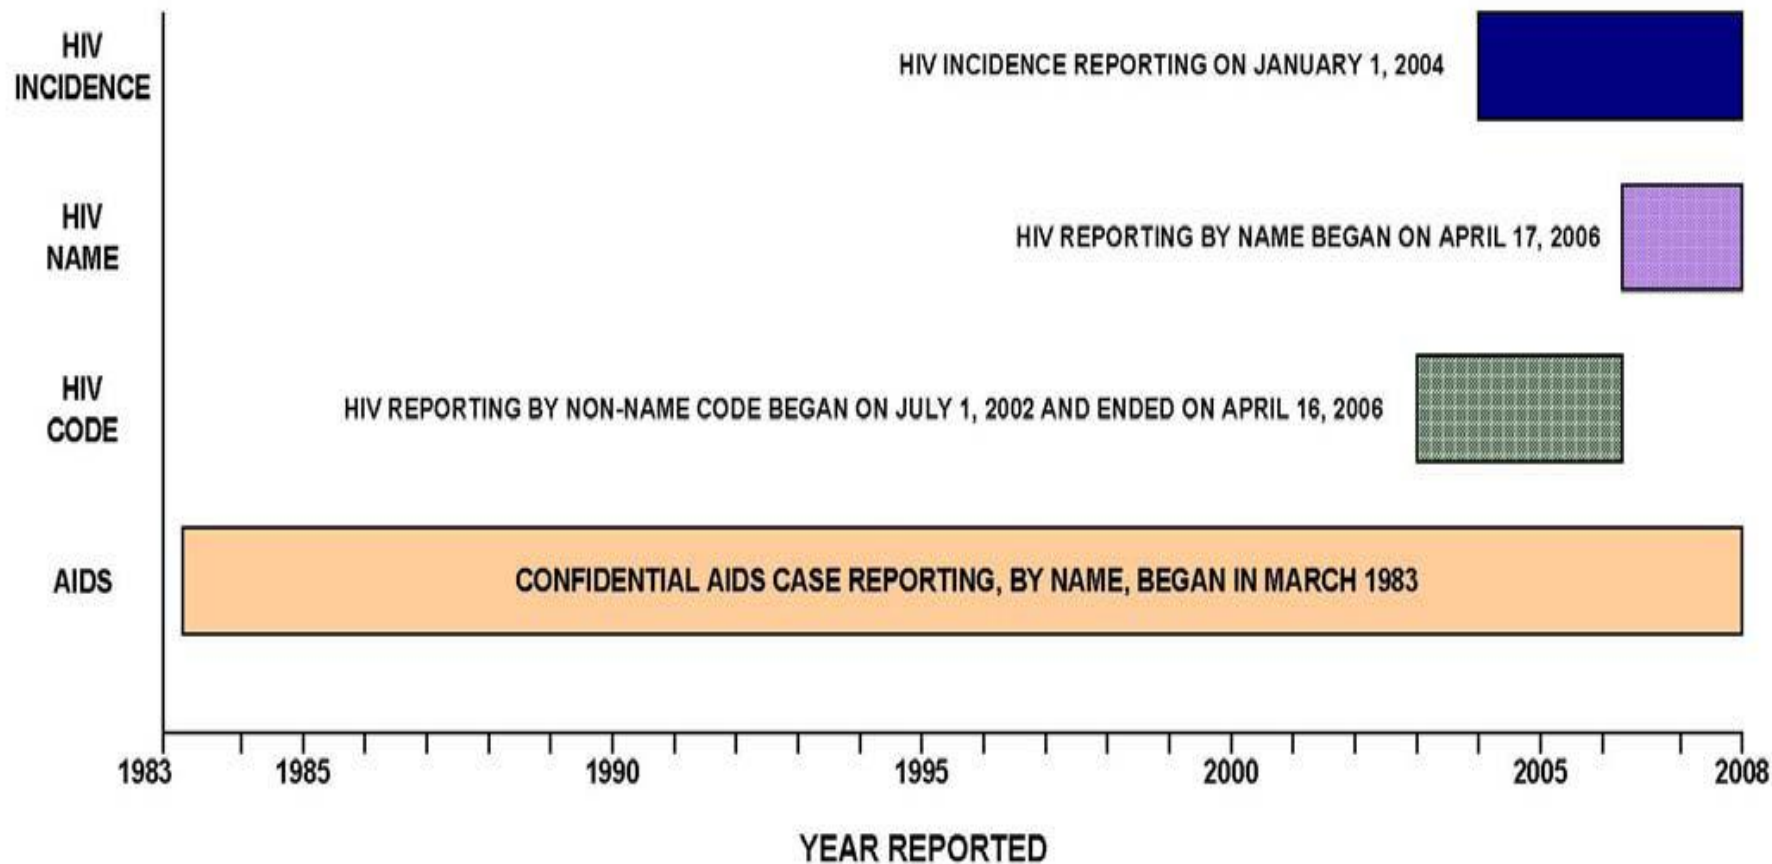 HIV
INCIDENCE
HIV INCIDENCE REPORTING ON JANUARY 1, 2004
HIV
NAME
HIV REPORTING BY NAME BEGAN ON APRIL 17, 2006
HIV
CODE
HIV REPORTING BY NON-NAME CODE BEGAN ON JULY 1, 2002 AND ENDED ON APRIL 16, 2006
AIDS
CONFIDENTIAL AIDS CASE REPORTING, BY NAME, BEGAN IN MARCH 1983
1983 1985 1990 1995 2000 2005 2008
YEAR REPORTED